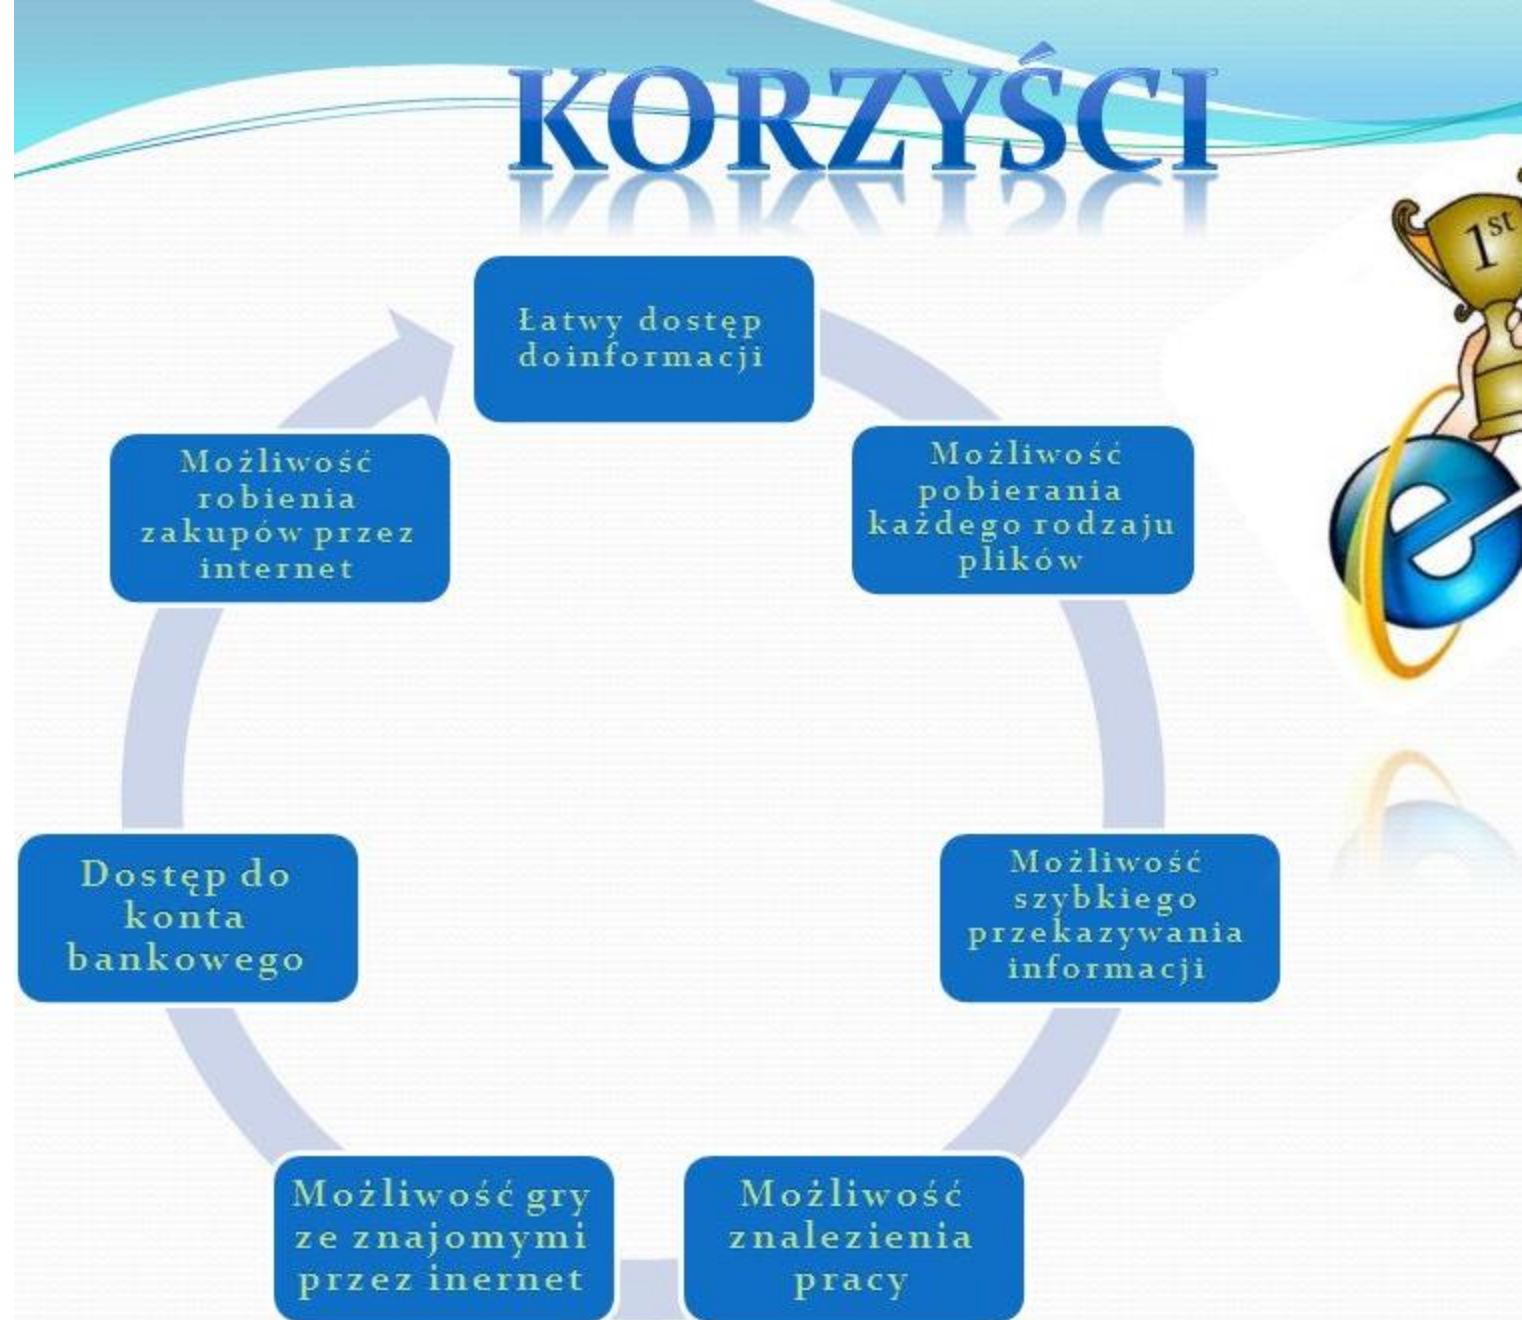 KORZYŚCI
1st
Łatwy dostęp
doinformacji
Możliwość
pobierania
każdego rodzaju
plików
Możliwość
szybkiego
przekazywania
informacji
Możliwość
znalezienia
pracy
Możliwość gry
ze znajomymi
przez inernet
Dostęp do
konta
bankowego
Możliwość
robienia
zakupów przez
internet